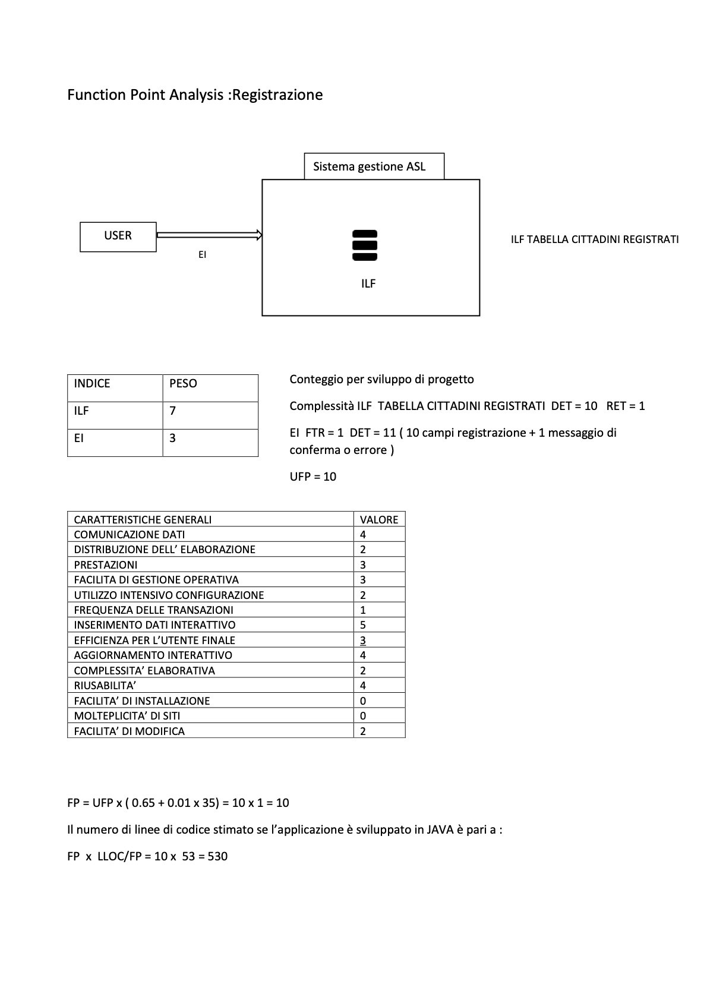 Function Point Analysis :Registrazione
Sistema gestione ASL
USER
EI
ILF
ILF TABELLA CITTADINI REGISTRATI
INDICE PESO
ILF 7
EI 3
Conteggio per sviluppo di progetto
Complessità ILF TABELLA CITTADINI REGISTRATI DET = 10 RET = 1
EI FTR = 1 DET = 11 ( 10 campi registrazione + 1 messaggio di
conferma o errore )
UFP = 10
CARATTERISTICHE GENERALI VALORE
COMUNICAZIONE DATI 4
DISTRIBUZIONE DELL’ ELABORAZIONE 2
PRESTAZIONI 3
FACILITA DI GESTIONE OPERATIVA 3
UTILIZZO INTENSIVO CONFIGURAZIONE 2
FREQUENZA DELLE TRANSAZIONI 1
INSERIMENTO DATI INTERATTIVO 5
EFFICIENZA PER L’UTENTE FINALE 3
AGGIORNAMENTO INTERATTIVO 4
COMPLESSITA’ ELABORATIVA 2
RIUSABILITA’ 4
FACILITA’ DI INSTALLAZIONE 0
MOLTEPLICITA’ DI SITI 0
FACILITA’ DI MODIFICA 2
FP = UFP x ( 0.65 + 0.01 x 35) = 10 x 1 = 10
Il numero di linee di codice stimato se l’applicazione è sviluppato in JAVA è pari a :
FP x LLOC/FP = 10 x 53 = 530